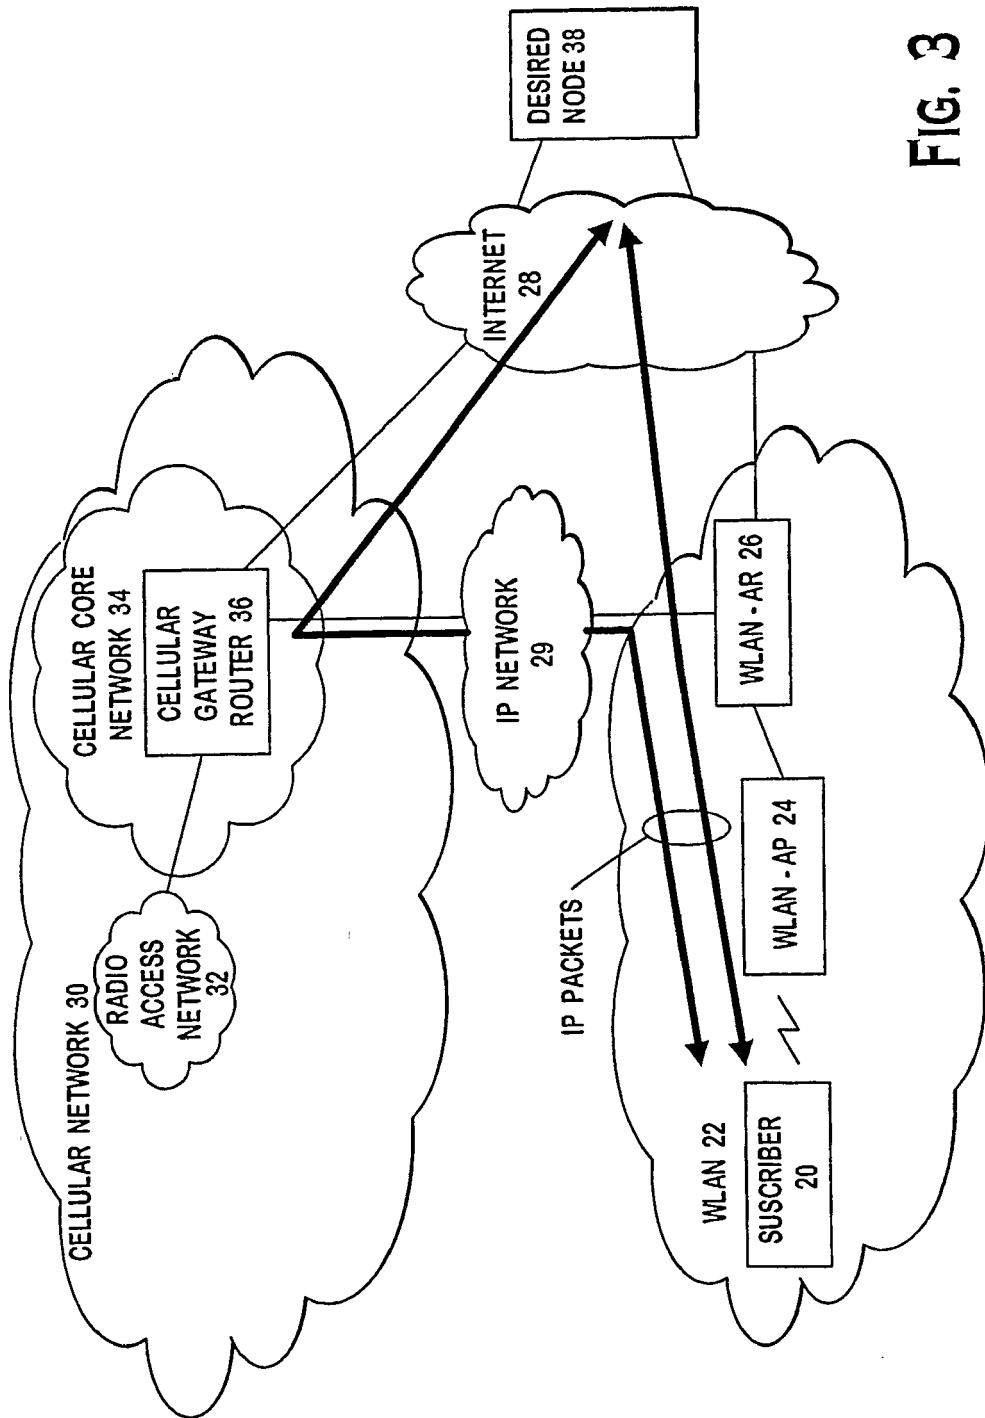 CELLULAR NETWORK 30
RADIO
ACCESS
NETWORK
32
CELLULAR CORE
NETWORK 34
CELLULAR
GATEWAY
ROUTER 36
INTERNET
28
DESIRED
NODE 38
IP NETWORK
29
IP PACKETS
WLAN 22
SUSCRIBER
20
WLAN - AP 24
WLAN - AR 26
FIG. 3